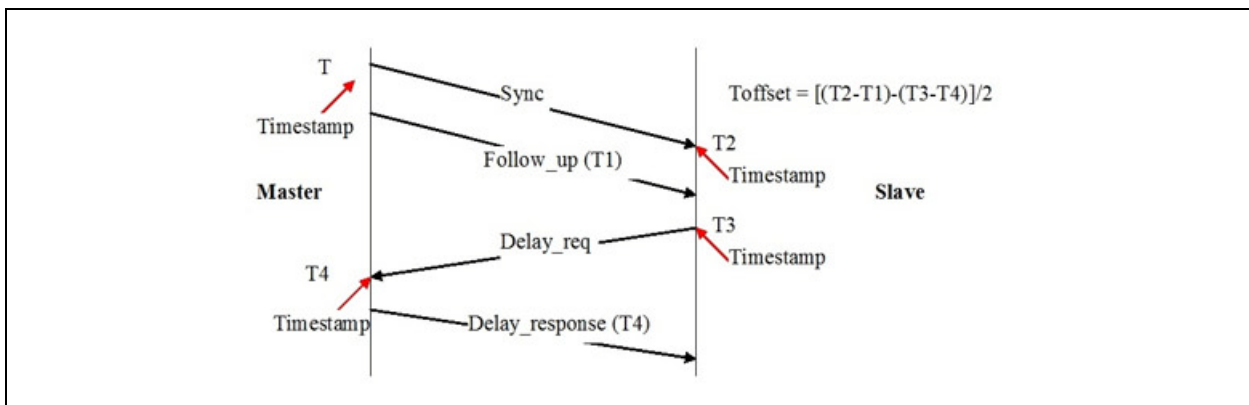 T
Sync
Toffset = [(T2-T1)-(T3-T4)]/2
Timestamp
T2
Follow_up (T1)
Timestamp
Master
Slave
T3
Delay_req
Timestamp
T4
Timestamp
Delay_response (T4)